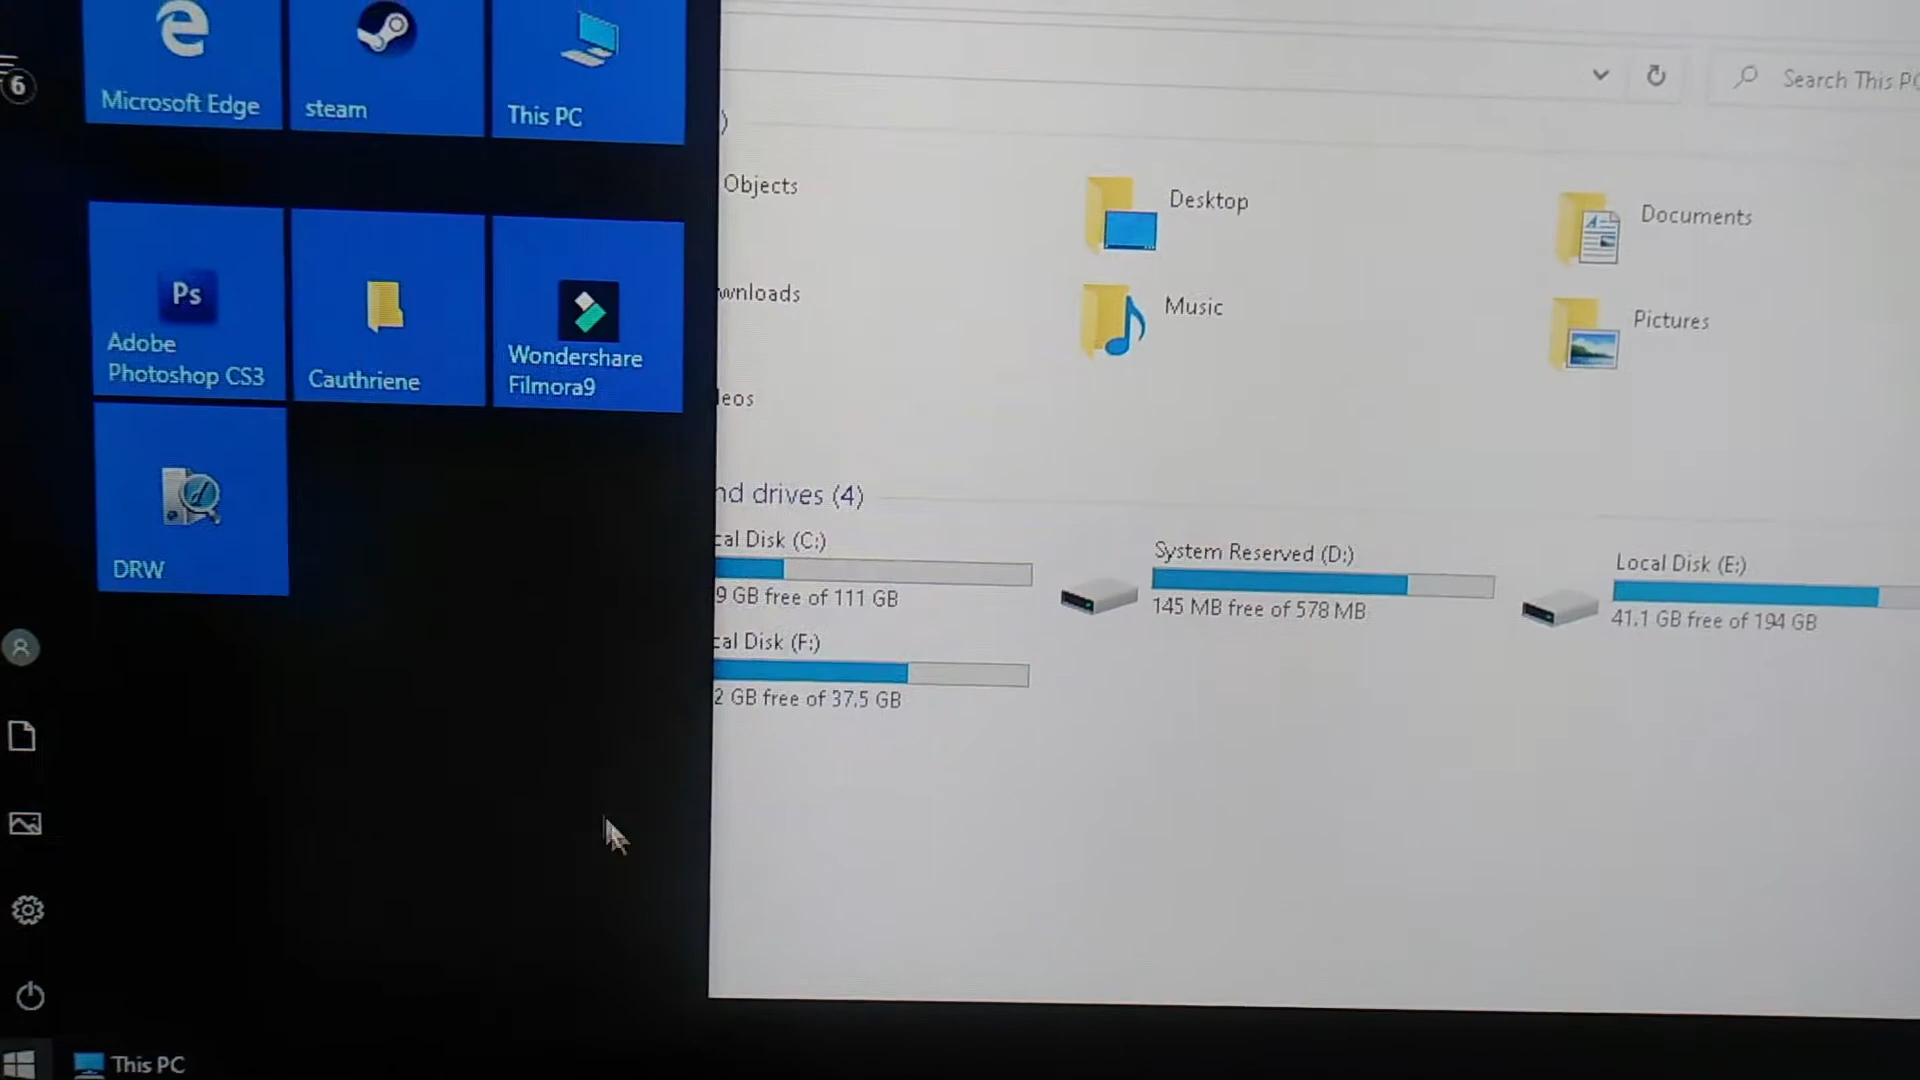 6
Microsoft Edge
steam
This PC
Ps
Adobe
Photoshop CS3
Cauthriene
Wondershare
Filmora9
DRW
This PC
Search This PC
)
Objects
Desktop
Documents
wnloads
Music
Pictures
eos
nd drives (4)
cal Disk (C:)
9 GB free of 111 GB
System Reserved (D:)
145 MB free of 578 MB
Local Disk (E:)
41.1 GB free of 194 GB
cal Disk (F:)
2 GB free of 37.5 GB